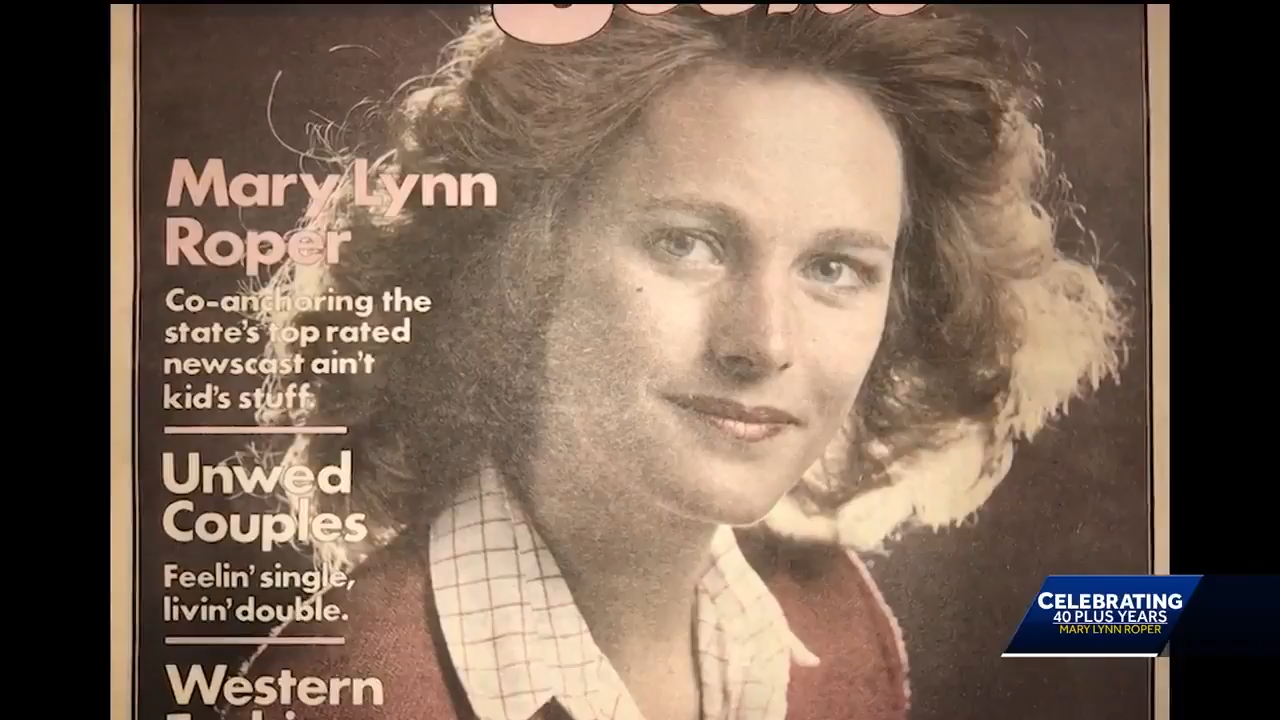 Mary Lynn
Roper
Co-anchoring the
state's top rated
newscast ain't
kid's stuff.
Unwed
Couples
Feelin' single,
livin' double.
Western
CELEBRATING
40 PLUS YEARS
MARY LYNN ROPER